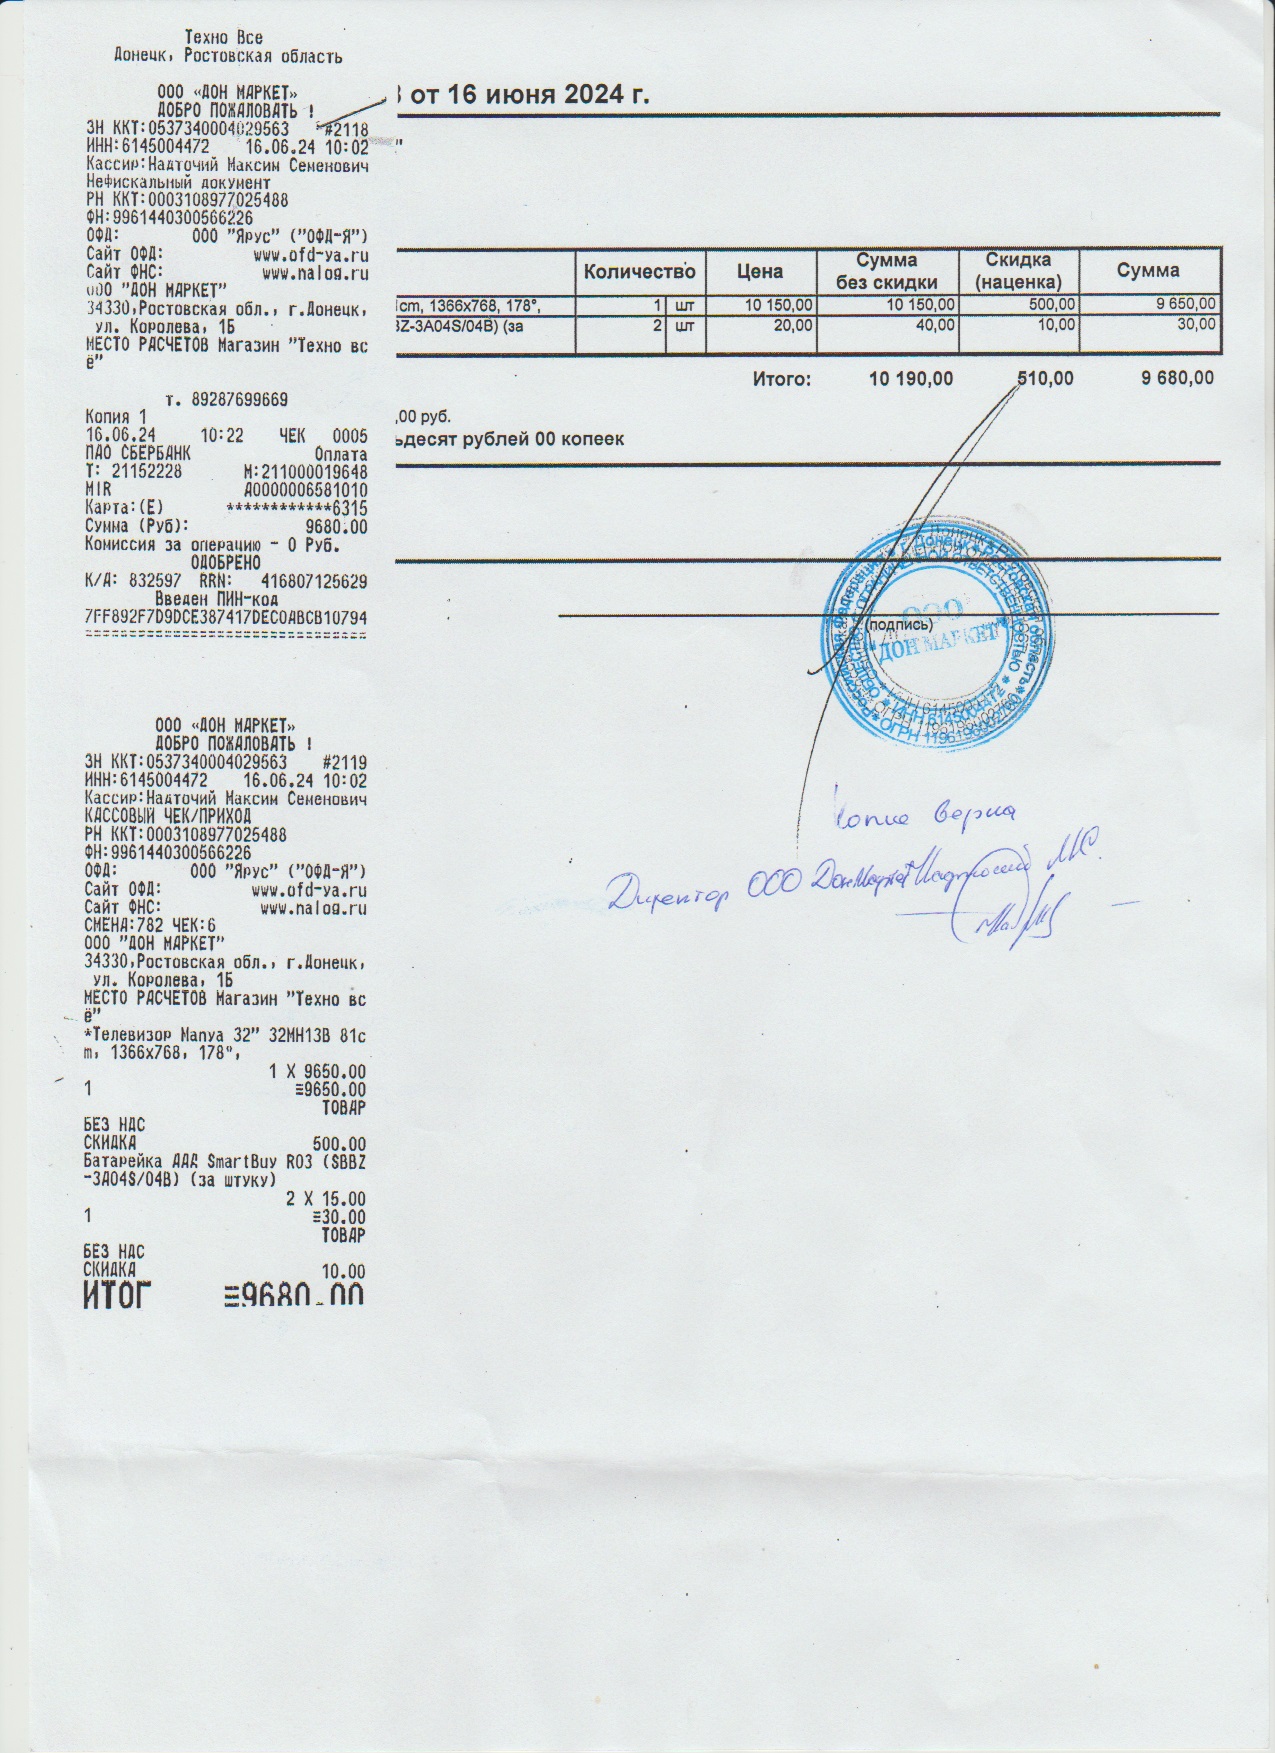 Техно Все
Донецк, Ростовская область
ООО «ДОН МАРКЕТ»
ДОБРО ПОЖАЛОВАТЬ !
ЗН ККТ:0537340004029563 #2118
ИНН:6145004472 16.06.24 10:02
Кассир:Надточий Максим Семенович
Нефискальный документ
РН ККТ:0003108977025488
ФН:9961440300566226
ОФД: ООО "Ярус" ("ОФД-Я")
Сайт ОФД: www.ofd-ya.ru
Сайт ФНС: www.nalog.ru
ООО "ДОН МАРКЕТ"
34330,Ростовская обл., г.Донецк,
ул. Королева, 1Б
МЕСТО РАСЧЕТОВ Магазин "Техно вс
ё"
т. 89287699669
Копия 1
16.06.24 10:22 ЧЕК 0005
ПАО СБЕРБАНК Оплата
Т: 21152228 М:211000019648
MIR A0000006581010
Карта:(E) ************6315
Сумма (Руб): 9680.00
Комиссия за операцию - 0 Руб.
ОДОБРЕНО
К/А: 832597 RRN: 416807125629
Введен ПИН-код
7FF892F7D9DCE387417DEC0ABCB10794
================================
ООО «ДОН МАРКЕТ»
ДОБРО ПОЖАЛОВАТЬ !
ЗН ККТ:0537340004029563 #2119
ИНН:6145004472 16.06.24 10:02
Кассир:Надточий Максим Семенович
КАССОВЫЙ ЧЕК/ПРИХОД
РН ККТ:0003108977025488
ФН:9961440300566226
ОФД: ООО "Ярус" ("ОФД-Я")
Сайт ОФД: www.ofd-ya.ru
Сайт ФНС: www.nalog.ru
СМЕНА:782 ЧЕК:6
ООО "ДОН МАРКЕТ"
34330,Ростовская обл., г.Донецк,
ул. Королева, 1Б
МЕСТО РАСЧЕТОВ Магазин "Техно вс
ё"
*Телевизор Manya 32" 32MH13B 81c
m, 1366x768, 178°,
1 X 9650.00
1 ≡9650.00
ТОВАР
БЕЗ НДС
СКИДКА 500.00
Батарейка AAA SmartBuy R03 (SBBZ
-3A04S/04B) (за штуку)
2 X 15.00
1 ≡30.00
ТОВАР
БЕЗ НДС
СКИДКА 10.00
ИТОГ ≡9680.00
от 16 июня 2024 г.
"
Количество Цена Сумма без скидки Скидка (наценка) Сумма
cm, 1366x768, 178°, 1 шт 10 150,00 10 150,00 500,00 9 650,00
Z-3A04S/04B) (за 2 шт 20,00 40,00 10,00 30,00
Итого: 10 190,00 510,00 9 680,00
,00 руб.
ьдесят рублей 00 копеек
(подпись)
ООО
"ДОН МАРКЕТ"
Российская Федерация * г. Донецк Ростовская область
* ОГРН 1196196002760
ОБЩЕСТВО С ОГРАНИЧЕННОЙ ОТВЕТСТВЕННОСТЬЮ
* ИНН 6145004472 *
Копия верна
Директор ООО ДонМаркет Надточий М.С.